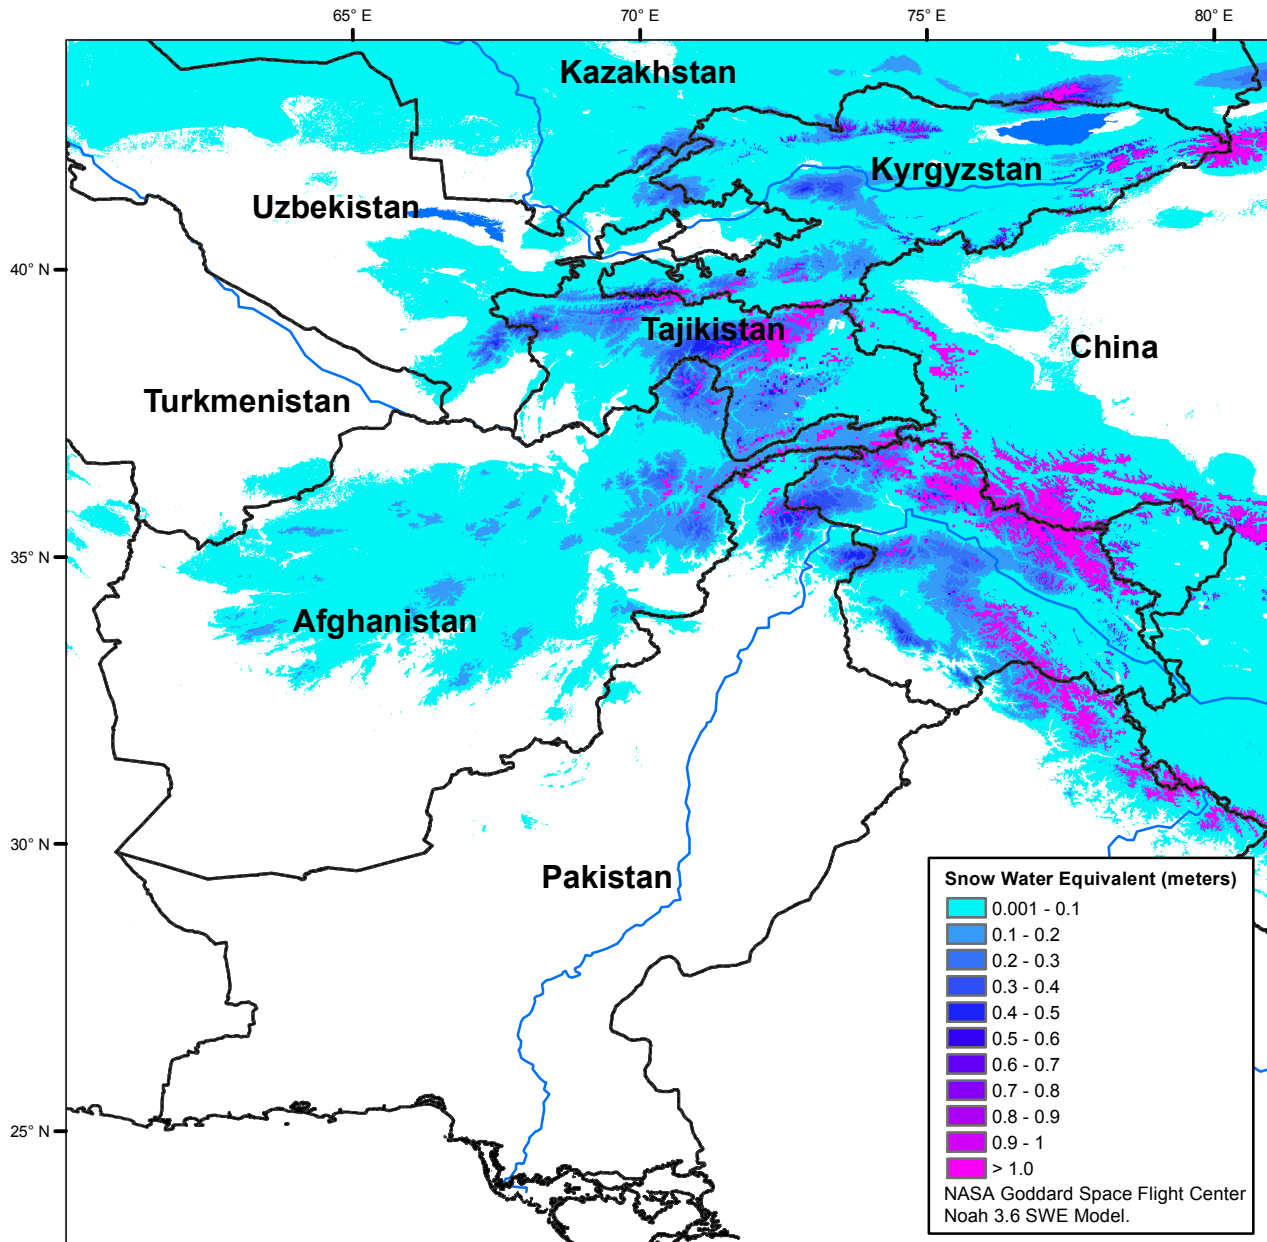 65° E
70° E
75° E
80° E
Kazakhstan
Kyrgyzstan
Uzbekistan
40° N
Tajikistan
China
Turkmenistan
35° N
Afghanistan
30° N
Pakistan
25° N
Snow Water Equivalent (meters)
0.001 - 0.1
0.1 - 0.2
0.2 - 0.3
0.3 - 0.4
0.4 - 0.5
0.5 - 0.6
0.6 - 0.7
0.7 - 0.8
0.8 - 0.9
0.9 - 1
> 1.0
NASA Goddard Space Flight Center
Noah 3.6 SWE Model.